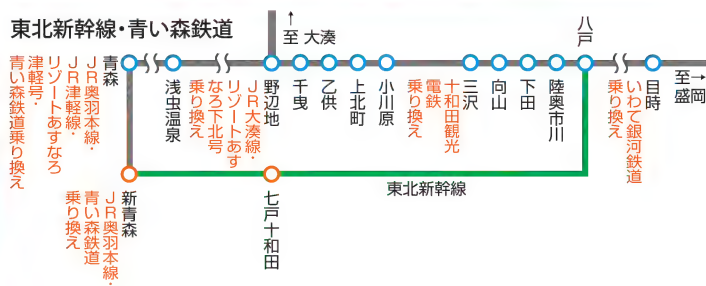 東北新幹線・青い森鉄道
↑
至 大湊
青森
JR奥羽本線・
JR津軽線・
リゾートあすなろ
津軽号・
青い森鉄道乗り換え
浅虫温泉
野辺地
JR大湊線・
リゾートあす
なろ下北号
乗り換え
千曳
乙供
上北町
小川原
三沢
十和田観光
電鉄
乗り換え
向山
下田
陸奥市川
八戸
目時
いわて銀河鉄道
乗り換え
至→
盛岡
新青森
JR奥羽本線・
青い森鉄道
乗り換え
七戸十和田
東北新幹線